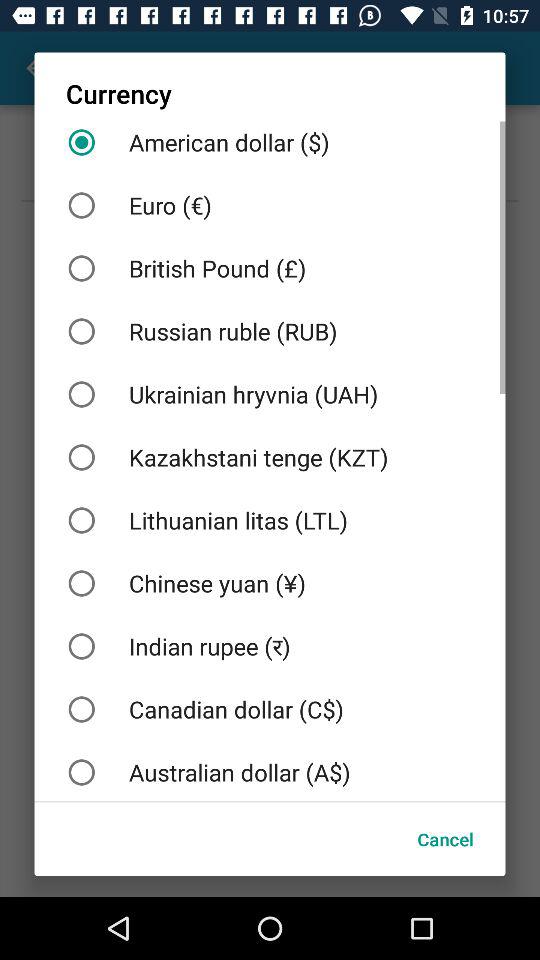 10:57
Currency
American dollar ($)
Euro (€)
British Pound (£)
Russian ruble (RUB)
Ukrainian hryvnia (UAH)
Kazakhstani tenge (KZT)
Lithuanian litas (LTL)
Chinese yuan (¥)
Indian rupee (र)
Canadian dollar (C$)
Australian dollar (A$)
Cancel